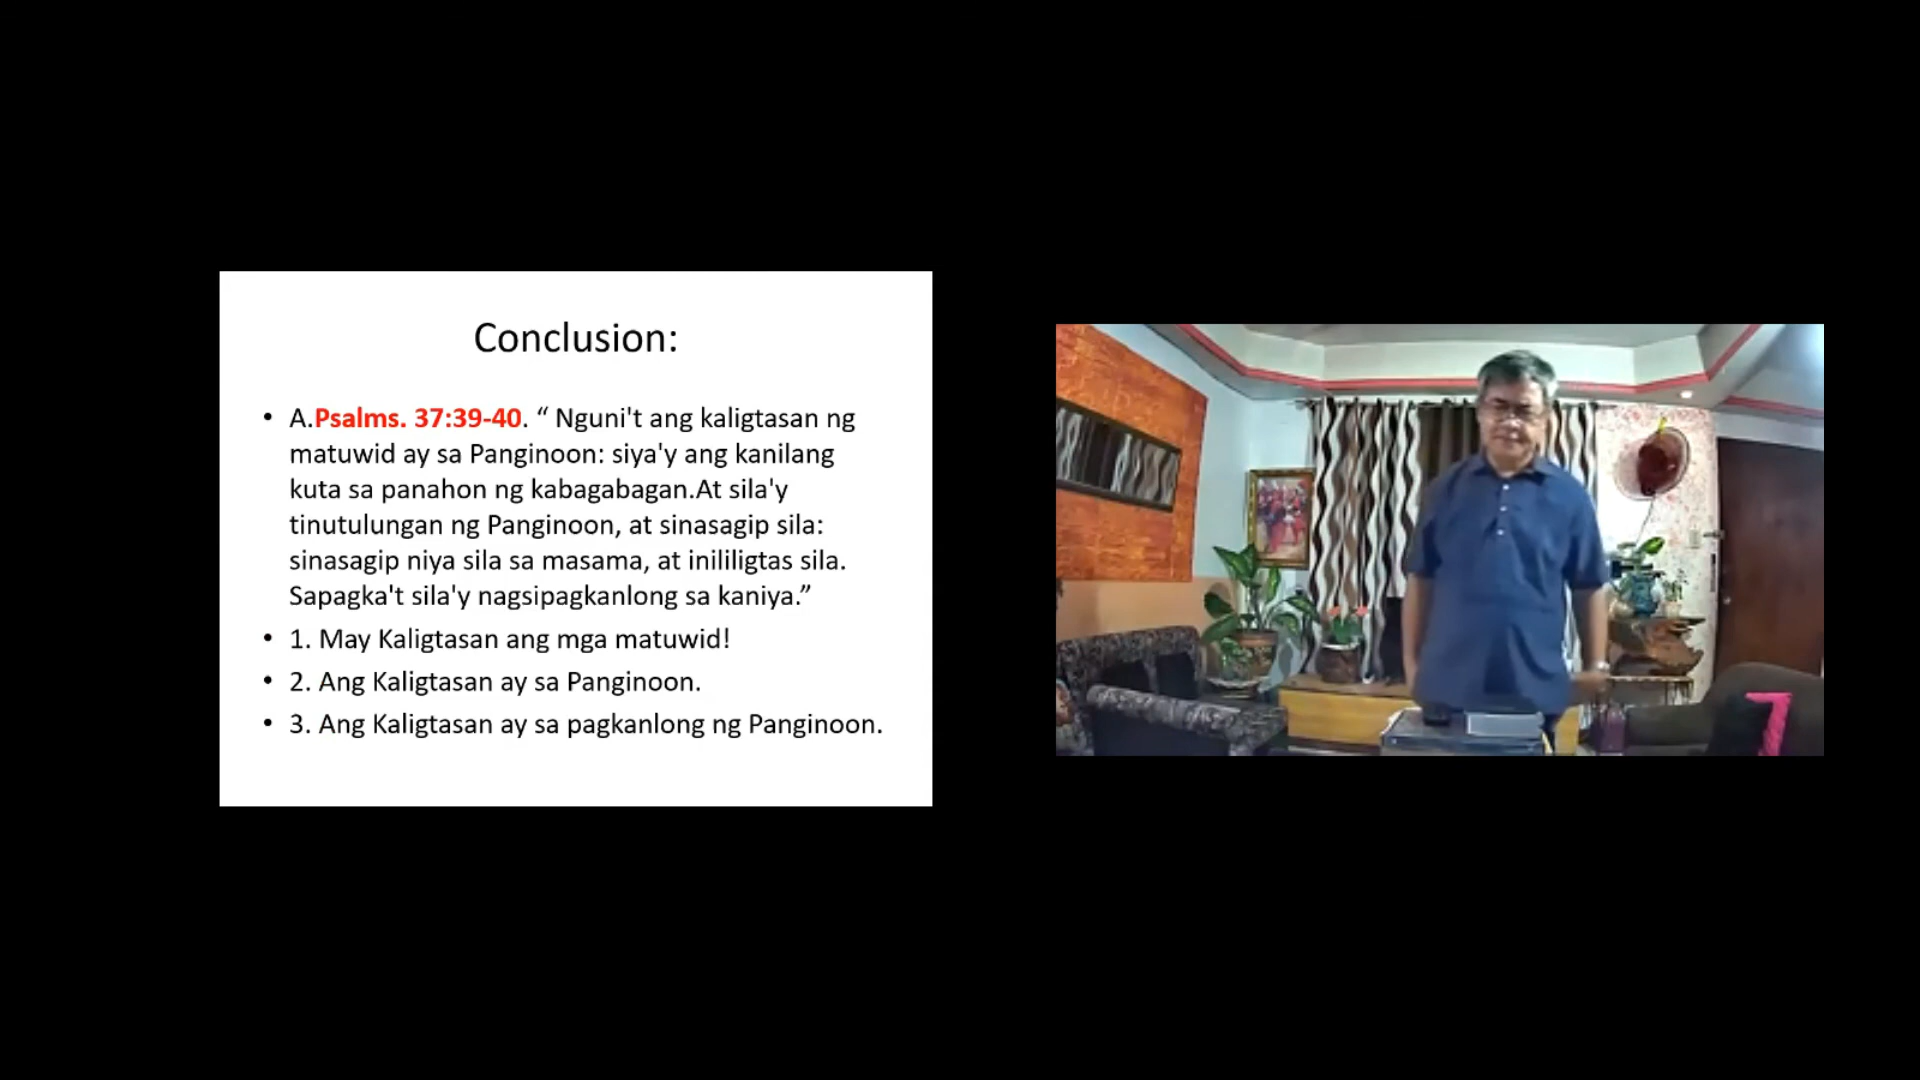 Conclusion:
• A.Psalms. 37:39-40. “ Nguni't ang kaligtasan ng
matuwid ay sa Panginoon: siya'y ang kanilang
kuta sa panahon ng kabagabagan.At sila'y
tinutulungan ng Panginoon, at sinasagip sila:
sinasagip niya sila sa masama, at inililigtas sila.
Sapagka't sila'y nagsipagkanlong sa kaniya.”
• 1. May Kaligtasan ang mga matuwid!
• 2. Ang Kaligtasan ay sa Panginoon.
• 3. Ang Kaligtasan ay sa pagkanlong ng Panginoon.